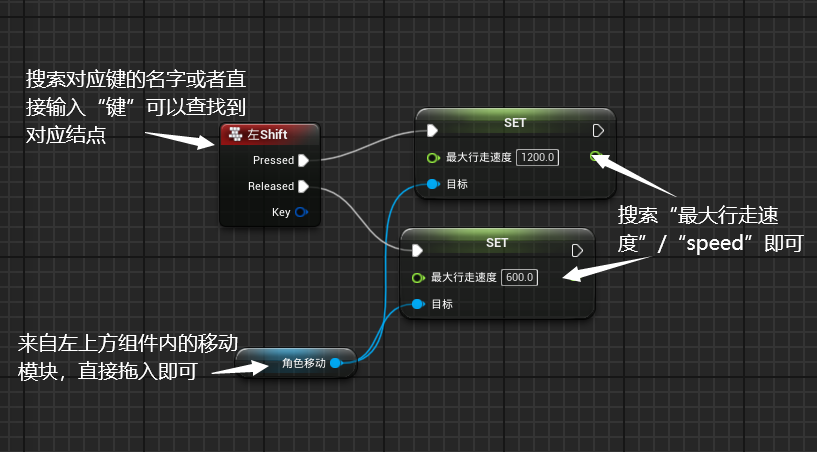 搜索对应键的名字或者直
接输入“键”可以查找到
对应结点
左Shift
Pressed
Released
Key
SET
最大行走速度 1200.0
目标
SET
最大行走速度 600.0
目标
搜索“最大行走速
度”/“speed”即可
来自左上方组件内的移动
模块，直接拖入即可
角色移动